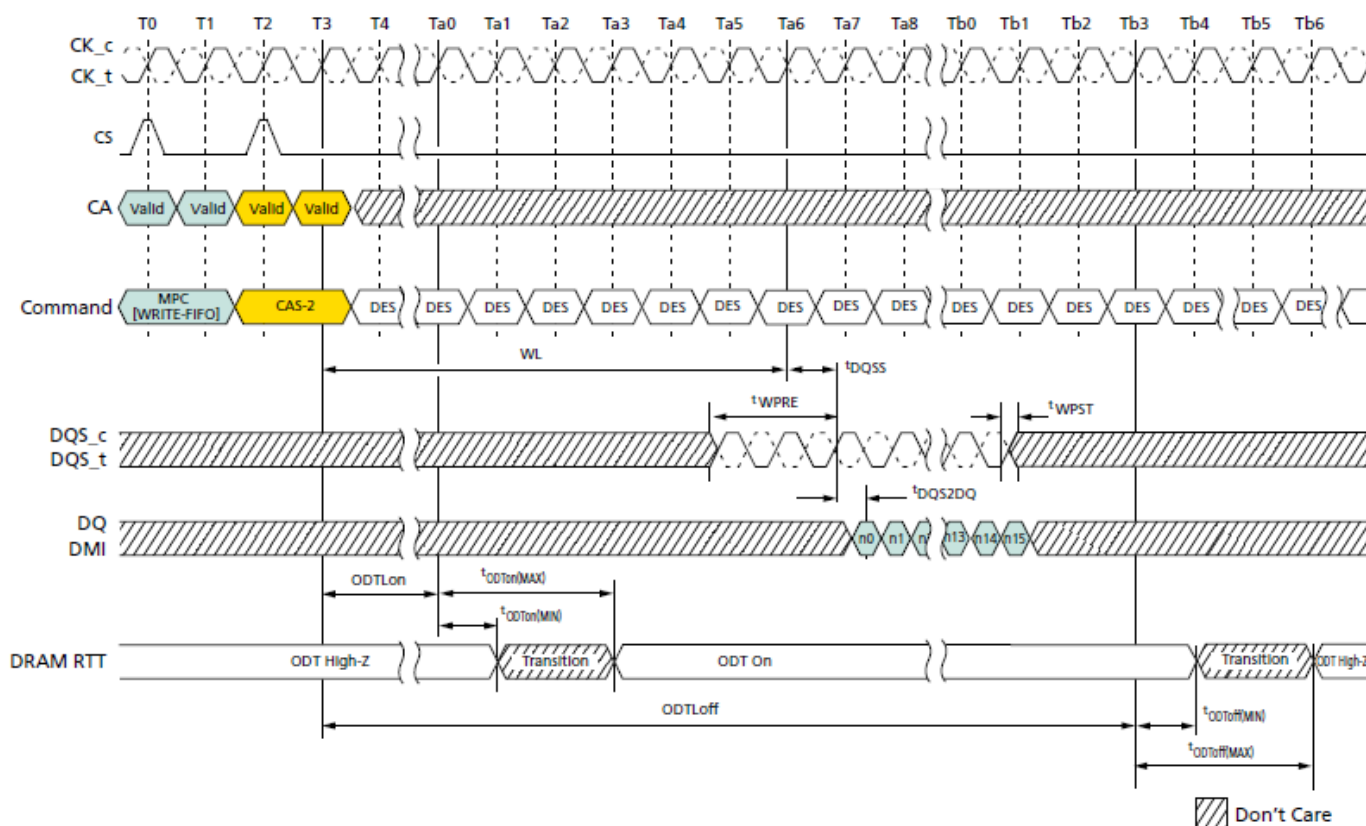 T0 T1 T2 T3 T4 Ta0 Ta1 Ta2 Ta3 Ta4 Ta5 Ta6 Ta7 Ta8 Tb0 Tb1 Tb2 Tb3 Tb4 Tb5 Tb6
CK_c
CK_t
CS
CA Valid Valid Valid Valid
Command MPC [WRITE-FIFO] CAS-2 DES DES DES DES DES DES DES DES DES DES DES DES DES DES DES DES DES
WL tDQSS
tWPRE tWPST
DQS_c
DQS_t
tDQS2DQ
DQ
DMI
n0 n1 n n13 n14 n15
ODTLon tODTon(MAX)
tODTon(MIN)
DRAM RTT ODT High-Z Transition ODT On Transition ODT High-Z
ODTLoff tODToff(MIN)
tODToff(MAX)
Don't Care